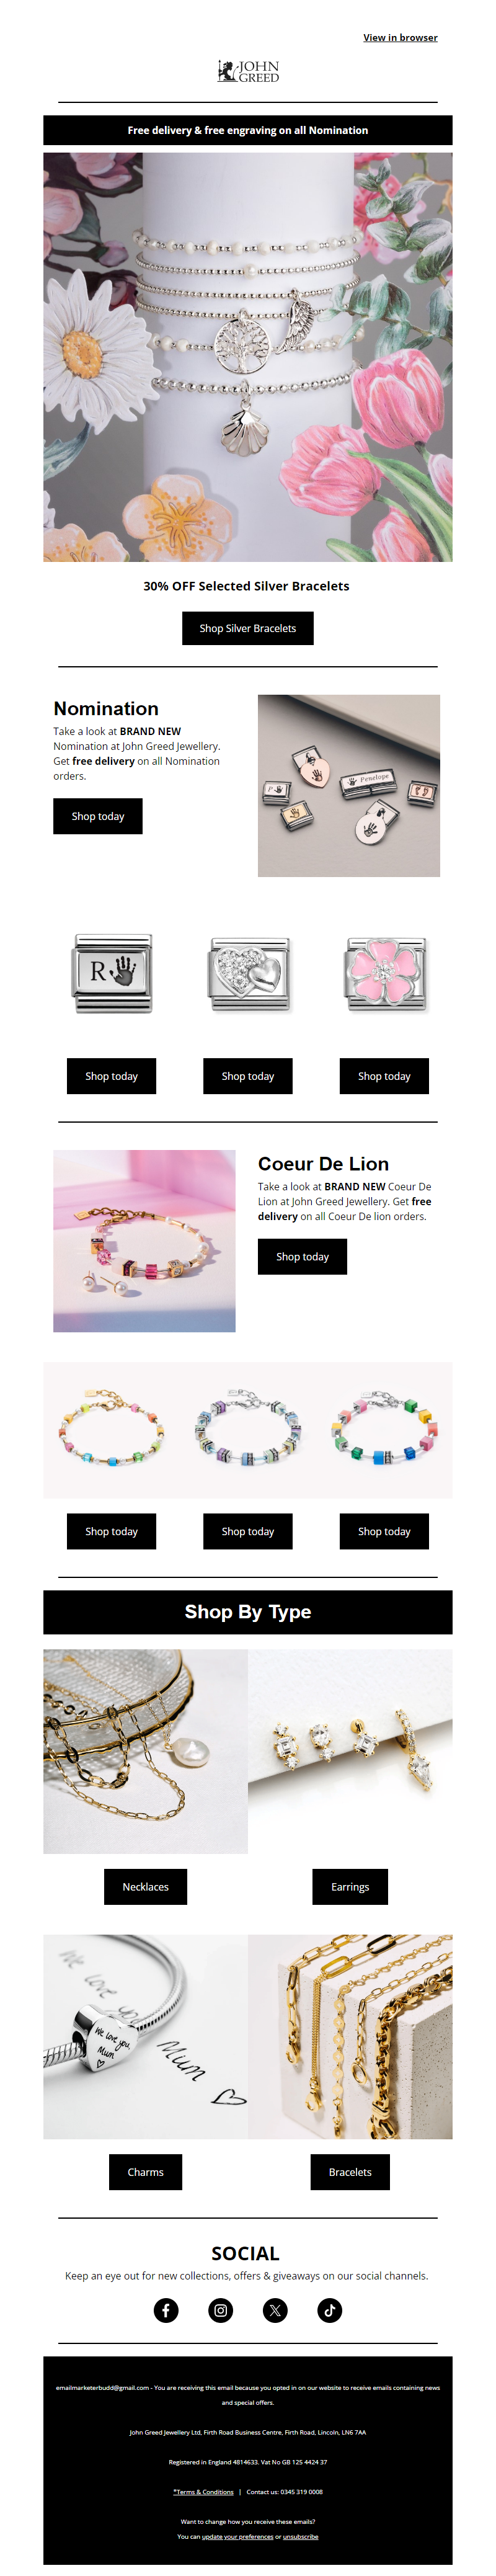 View in browser
JOHN
GREED
Free delivery & free engraving on all Nomination
30% OFF Selected Silver Bracelets
Shop Silver Bracelets
Nomination
Take a look at BRAND NEW
Nomination at John Greed Jewellery.
Get free delivery on all Nomination
orders.
Shop today
Penelope
R
Shop today
Shop today
Shop today
Coeur De Lion
Take a look at BRAND NEW Coeur De
Lion at John Greed Jewellery. Get free
delivery on all Coeur De lion orders.
Shop today
Shop today
Shop today
Shop today
Shop By Type
Necklaces
Earrings
We love you
We love you,
Mum
Mum
Charms
Bracelets
SOCIAL
Keep an eye out for new collections, offers & giveaways on our social channels.
emailmarketerbudd@gmail.com - You are receiving this email because you opted in on our website to receive emails containing news
and special offers.
John Greed Jewellery Ltd, Firth Road Business Centre, Firth Road, Lincoln, LN6 7AA
Registered in England 4814633. Vat No GB 125 4424 37
*Terms & Conditions | Contact us: 0345 319 0008
Want to change how you receive these emails?
You can update your preferences or unsubscribe